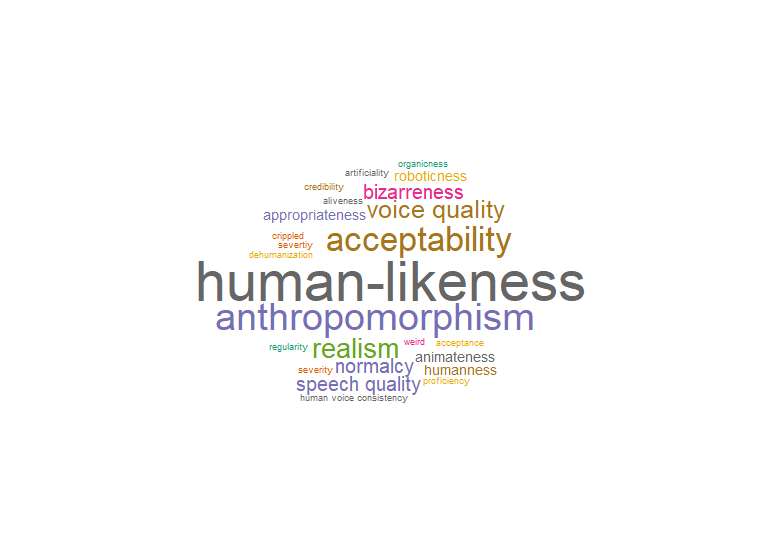 organicness
artificiality
roboticness
credibility
bizarreness
aliveness
voice quality
appropriateness
crippled
acceptability
severtiy
dehumanization
human-likeness
anthropomorphism
weird
acceptance
regularity
realism
animateness
normalcy
severity
humanness
speech quality
proficiency
human voice consistency